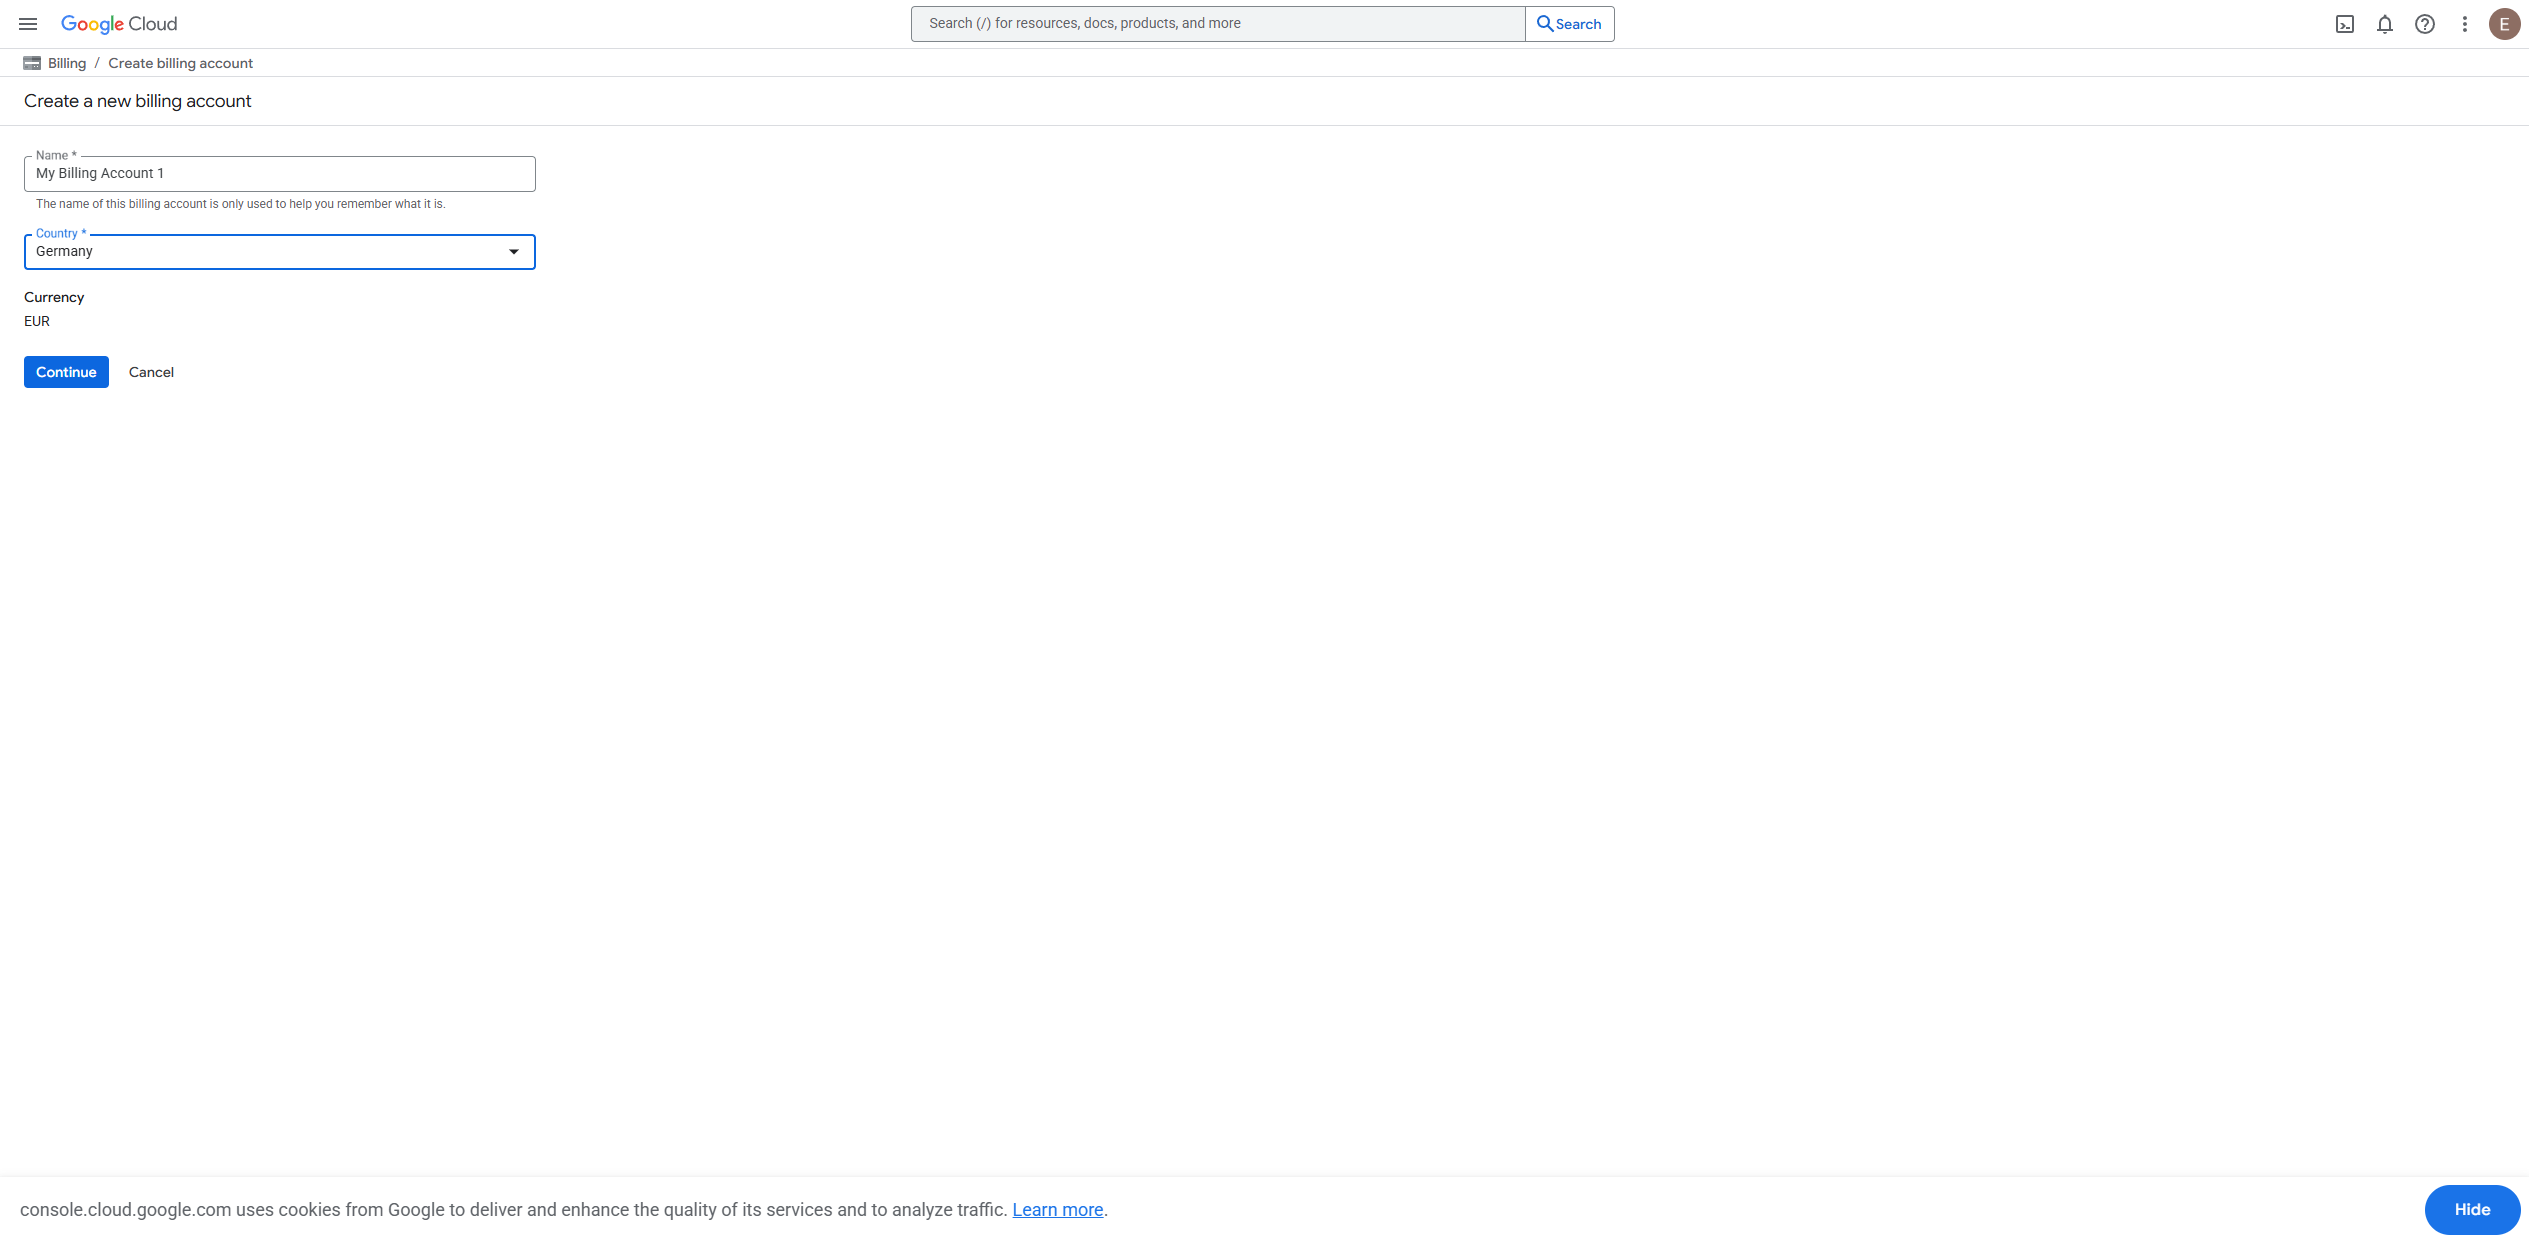 Google Cloud
Search (/) for resources, docs, products, and more
Search
E
Billing / Create billing account
Create a new billing account
Name *
My Billing Account 1
The name of this billing account is only used to help you remember what it is.
Country *
Germany
Currency
EUR
Continue
Cancel
console.cloud.google.com uses cookies from Google to deliver and enhance the quality of its services and to analyze traffic. Learn more.
Hide